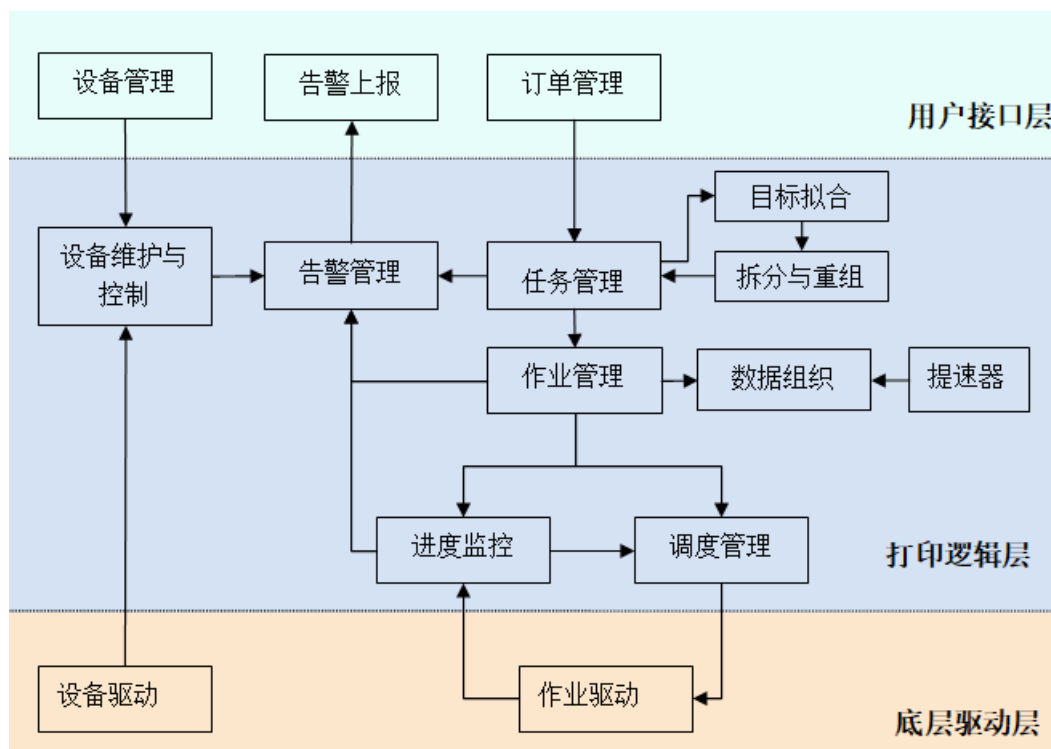 设备管理
告警上报
订单管理
用户接口层
目标拟合
设备维护与
控制
告警管理
任务管理
拆分与重组
作业管理
数据组织
提速器
进度监控
调度管理
打印逻辑层
设备驱动
作业驱动
底层驱动层